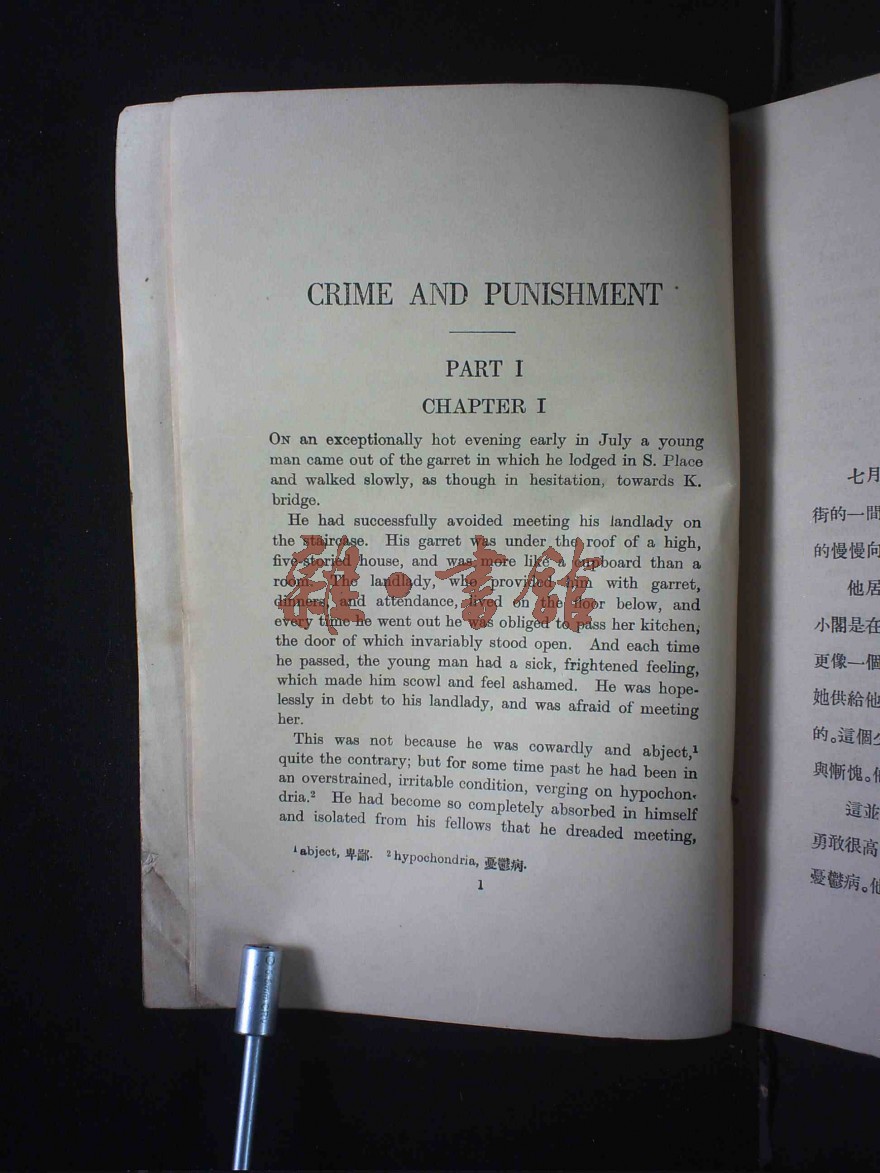 CRIME AND PUNISHMENT
PART I
CHAPTER I
ON an exceptionally hot evening early in July a young
man came out of the garret in which he lodged in S. Place
and walked slowly, as though in hesitation, towards K.
bridge.
He had successfully avoided meeting his landlady on
the staircase. His garret was under the roof of a high,
five-storied house, and was more like a cupboard than a
room. The landlady, who provided him with garret,
dinners, and attendance, lived on the floor below, and
every time he went out he was obliged to pass her kitchen,
the door of which invariably stood open. And each time
he passed, the young man had a sick, frightened feeling,
which made him scowl and feel ashamed. He was hope-
lessly in debt to his landlady, and was afraid of meeting
her.
This was not because he was cowardly and abject,¹
quite the contrary; but for some time past he had been in
an overstrained, irritable condition, verging on hypochon-
dria.² He had become so completely absorbed in himself
and isolated from his fellows that he dreaded meeting,
¹ abject, 卑鄙. ² hypochondria, 憂鬱病.
1
雜·書館
七月
街的一間
的慢慢向
他居
小閣是在
更像一個
她供給他
的。這個少
與慚愧。他
這並
勇敢很高
憂鬱病。他